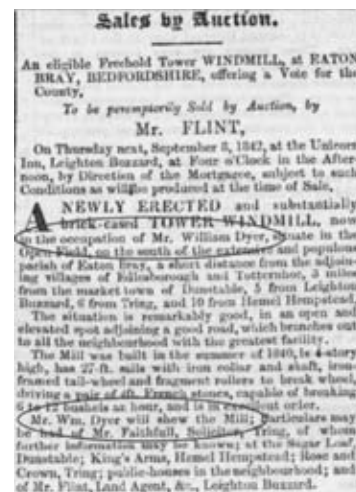 Sales by Auction.
An eligible Freehold Tower WINDMILL, at EATON
BRAY, BEDFORDSHIRE, offering a Vote for the
County,
To be peremptorily Sold by Auction, by
Mr. FLINT,
On Thursday next, September 8, 1842, at the Unicorn
Inn, Leighton Buzzard, at Four o'Clock in the After-
noon, by Direction of the Mortgagee, subject to such
Conditions as will be produced at the time of Sale,
A NEWLY ERECTED and substantially
brick-cased TOWER WINDMILL, now
in the occupation of Mr. William Dyer, situate in the
Open Field, on the south of the extensive and populous
parish of Eaton Bray, a short distance from the adjoin-
ing villages of Edlesborough and Totternhoe, 3 miles
from the market town of Dunstable, 5 from Leighton
Buzzard, 6 from Tring, and 10 from Hemel Hempstead.
The situation is remarkably good, in an open and
elevated spot adjoining a good road, which branches out
to all the neighbourhood with the greatest facility.
The Mill was built in the summer of 1840, is 4-story
high, has 27-ft. sails with iron collar and shaft, iron-
framed tail-wheel and fragment rollers to break wheel,
driving a pair of 4ft. French stones, capable of breaking
6 to 12 bushels an hour, and is in excellent order.
Mr. Wm. Dyer will shew the Mill; Particulars may
be had of Mr. Faithfull, Solicitor, Tring, of whom
further information may be known; at the Sugar Loaf,
Dunstable; King's Arms, Hemel Hempstead; Rose and
Crown, Tring; public-houses in the neighbourhood; and
of Mr. Flint, Land Agent, &c., Leighton Buzzard.